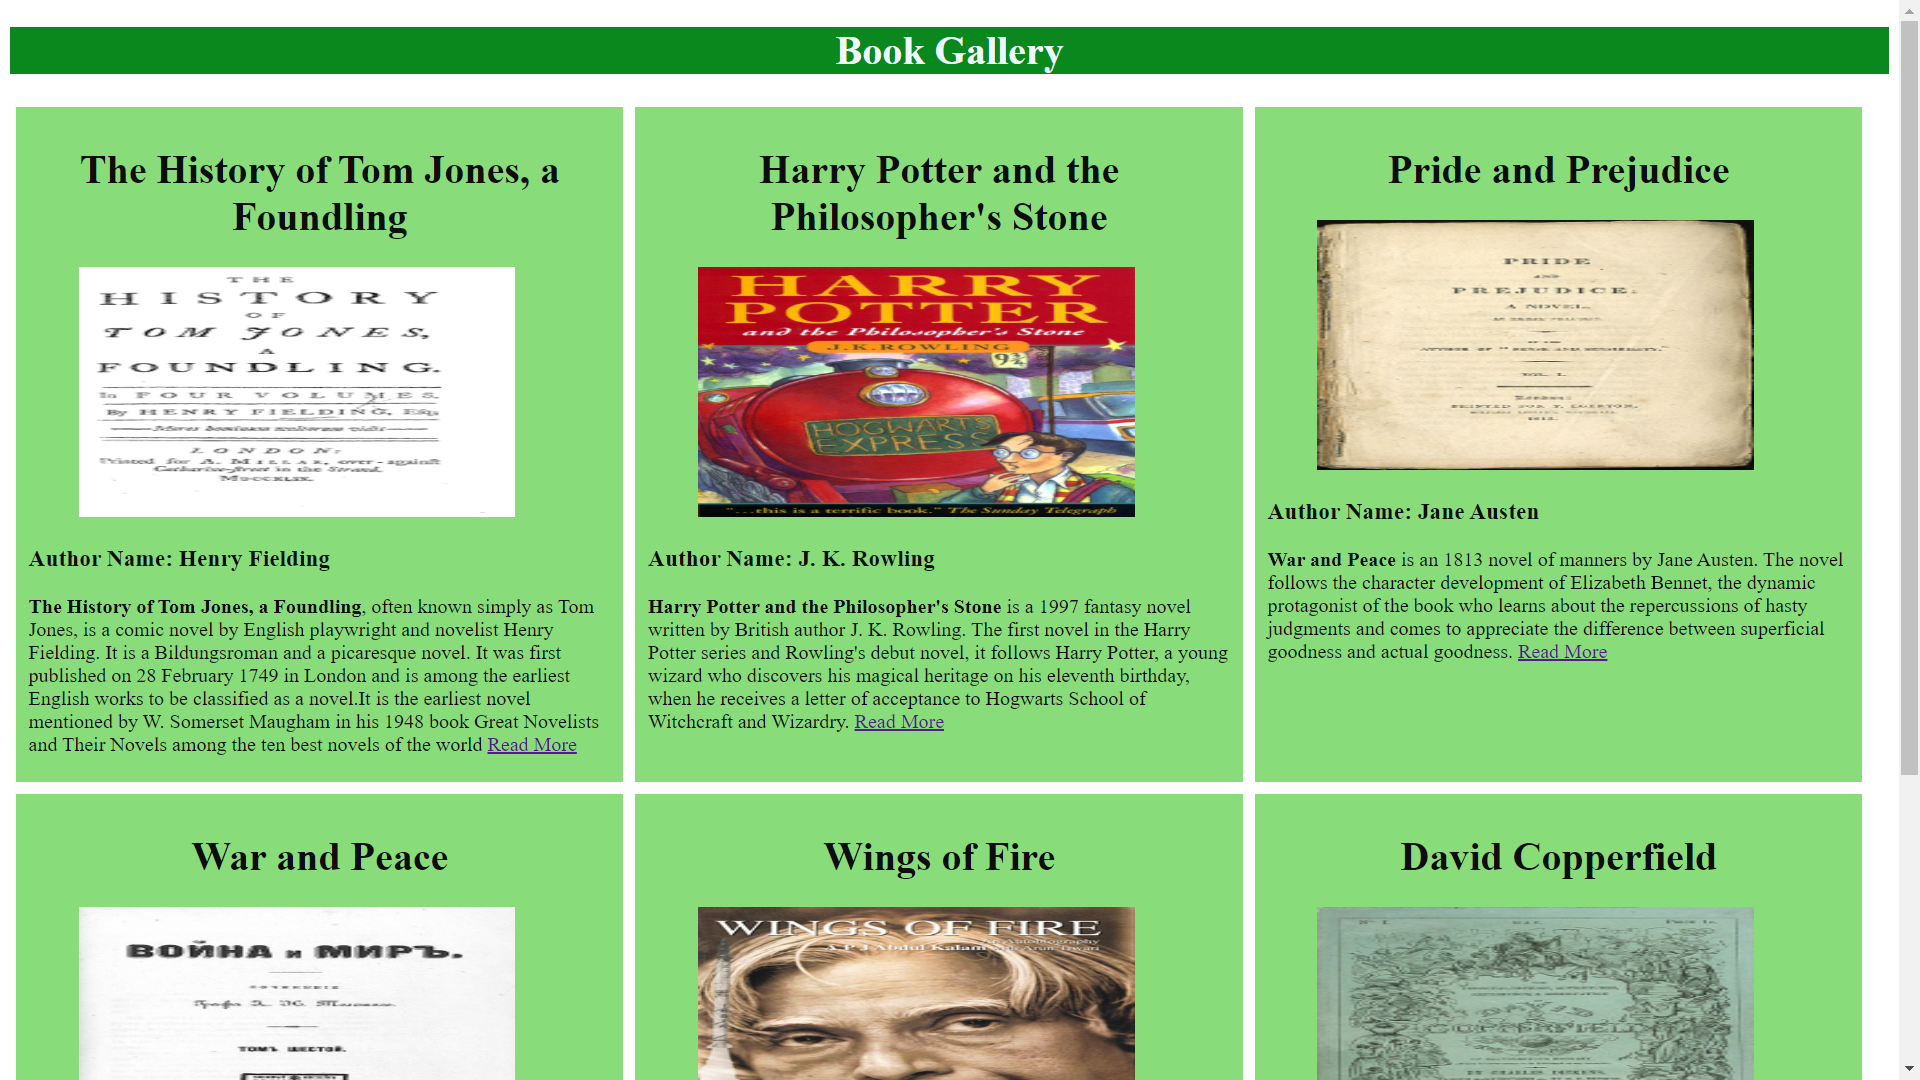 Book Gallery
The History of Tom Jones, a
Foundling
THE
HISTORY
OF
TOM JONES,
A
FOUNDLING.
In FOUR VOLUMES.
By HENRY FIELDING, Esq;
—Mores hominum multorum vidit—
LONDON:
Printed for A. MILLAR, over-against
Catharine-street in the Strand.
MDCCXLIX.
Author Name: Henry Fielding
The History of Tom Jones, a Foundling, often known simply as Tom
Jones, is a comic novel by English playwright and novelist Henry
Fielding. It is a Bildungsroman and a picaresque novel. It was first
published on 28 February 1749 in London and is among the earliest
English works to be classified as a novel.It is the earliest novel
mentioned by W. Somerset Maugham in his 1948 book Great Novelists
and Their Novels among the ten best novels of the world Read More
Harry Potter and the
Philosopher's Stone
HARRY
POTTER
and the Philosopher's Stone
J.K.ROWLING
9¾
HOGWARTS
EXPRESS
"...this is a terrific book." The Sunday Telegraph
Author Name: J. K. Rowling
Harry Potter and the Philosopher's Stone is a 1997 fantasy novel
written by British author J. K. Rowling. The first novel in the Harry
Potter series and Rowling's debut novel, it follows Harry Potter, a young
wizard who discovers his magical heritage on his eleventh birthday,
when he receives a letter of acceptance to Hogwarts School of
Witchcraft and Wizardry. Read More
Pride and Prejudice
PRIDE
AND
PREJUDICE:
A NOVEL.
AUTHOR OF "SENSE AND SENSIBILITY."
VOL. I.
London:
PRINTED FOR T. EGERTON,
1813.
Author Name: Jane Austen
War and Peace is an 1813 novel of manners by Jane Austen. The novel
follows the character development of Elizabeth Bennet, the dynamic
protagonist of the book who learns about the repercussions of hasty
judgments and comes to appreciate the difference between superficial
goodness and actual goodness. Read More
War and Peace
ВОЙНА и МИРЪ.
СОЧИНЕНІЕ
Графа Л. Н. Толстаго.
ТОМЪ ШЕСТОЙ.
Wings of Fire
WINGS OF FIRE
An Autobiography
A P J Abdul Kalam with Arun Tiwari
David Copperfield
COPPERFIELD
BY CHARLES DICKENS.